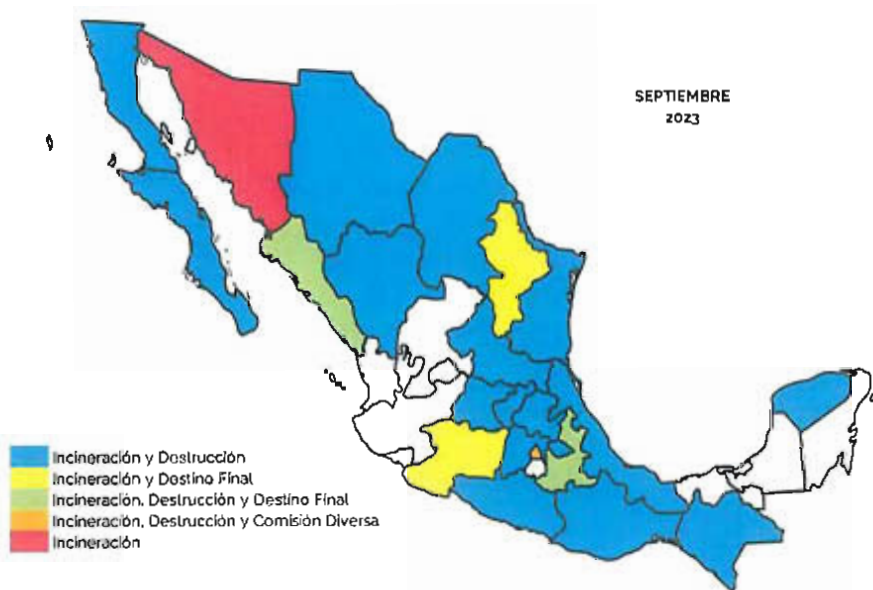 SEPTIEMBRE
2023
Incineración y Destrucción
Incineración y Destino Final
Incineración, Destrucción y Destino Final
Incineración, Destrucción y Comisión Diversa
Incineración